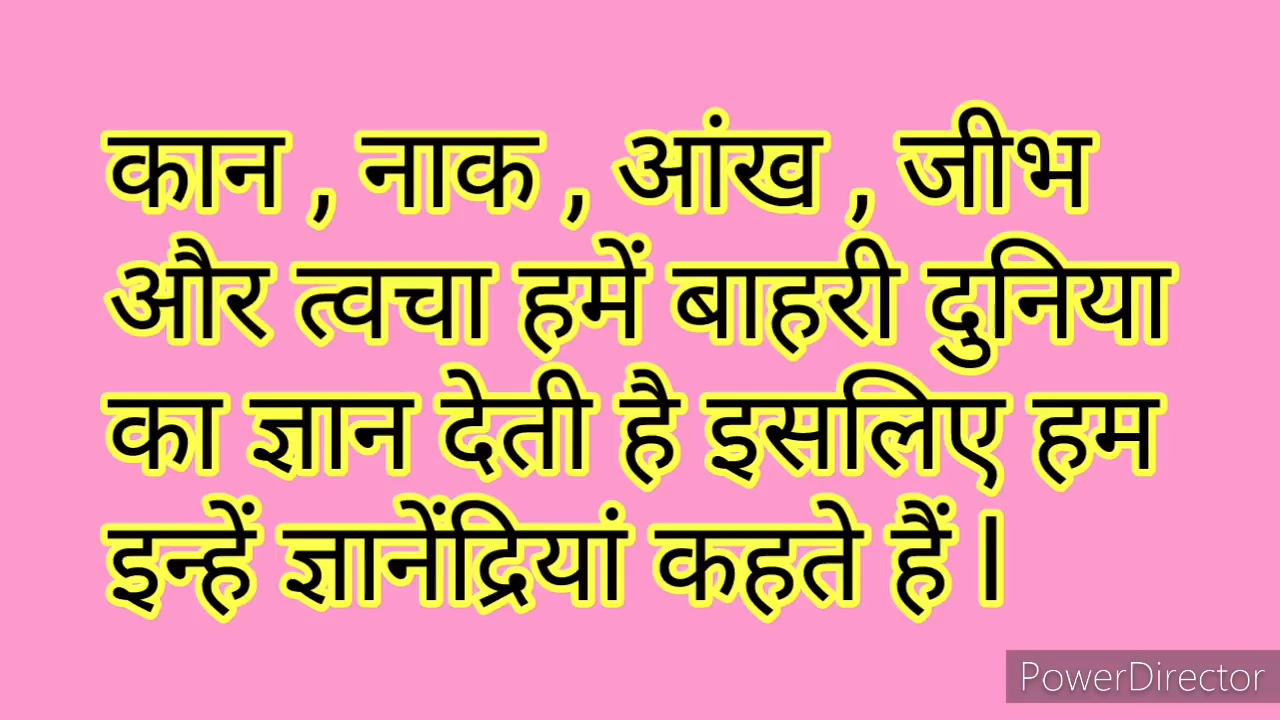 कान , नाक , आंख , जीभ
और त्वचा हमें बाहरी दुनिया
का ज्ञान देती है इसलिए हम
इन्हें ज्ञानेंद्रियां कहते हैं l
PowerDirector